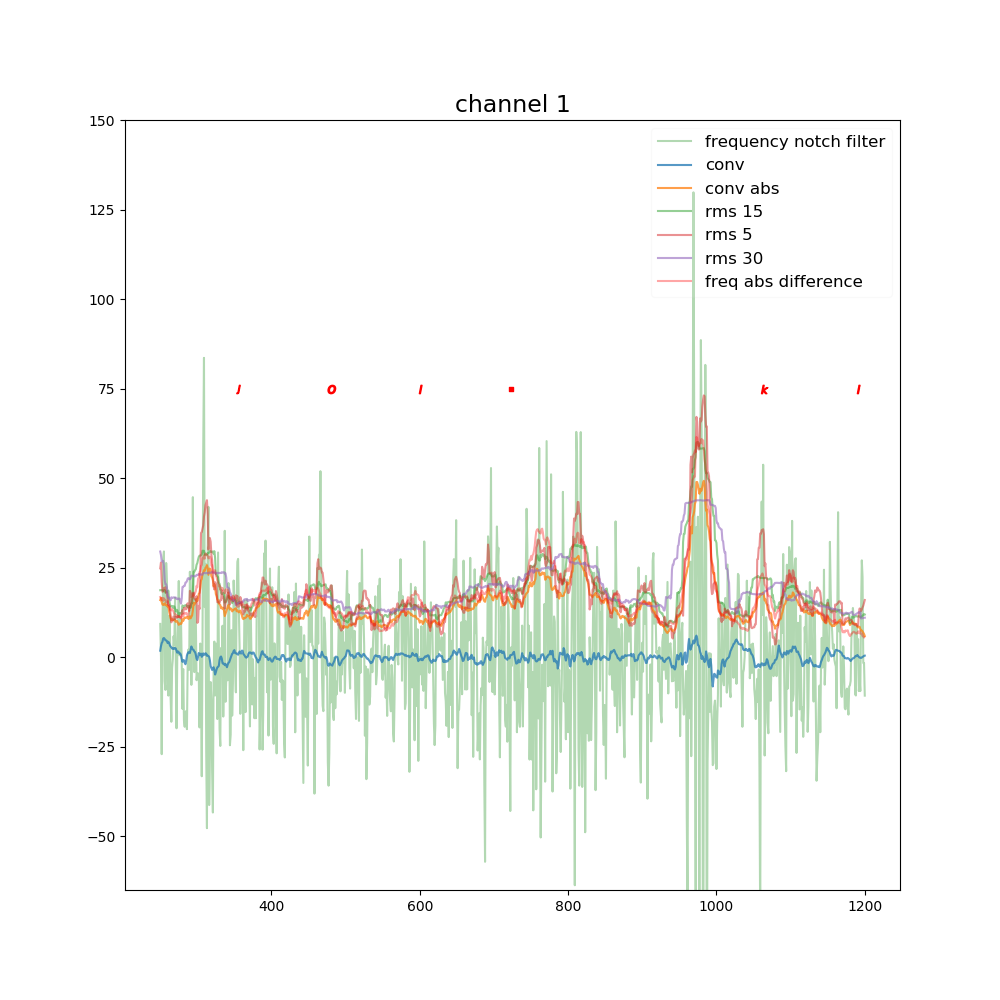 channel 1
150
125
100
75
50
25
0
−25
−50
frequency notch filter
conv
conv abs
rms 15
rms 5
rms 30
freq abs difference
J O I ▪ k I
400 600 800 1000 1200